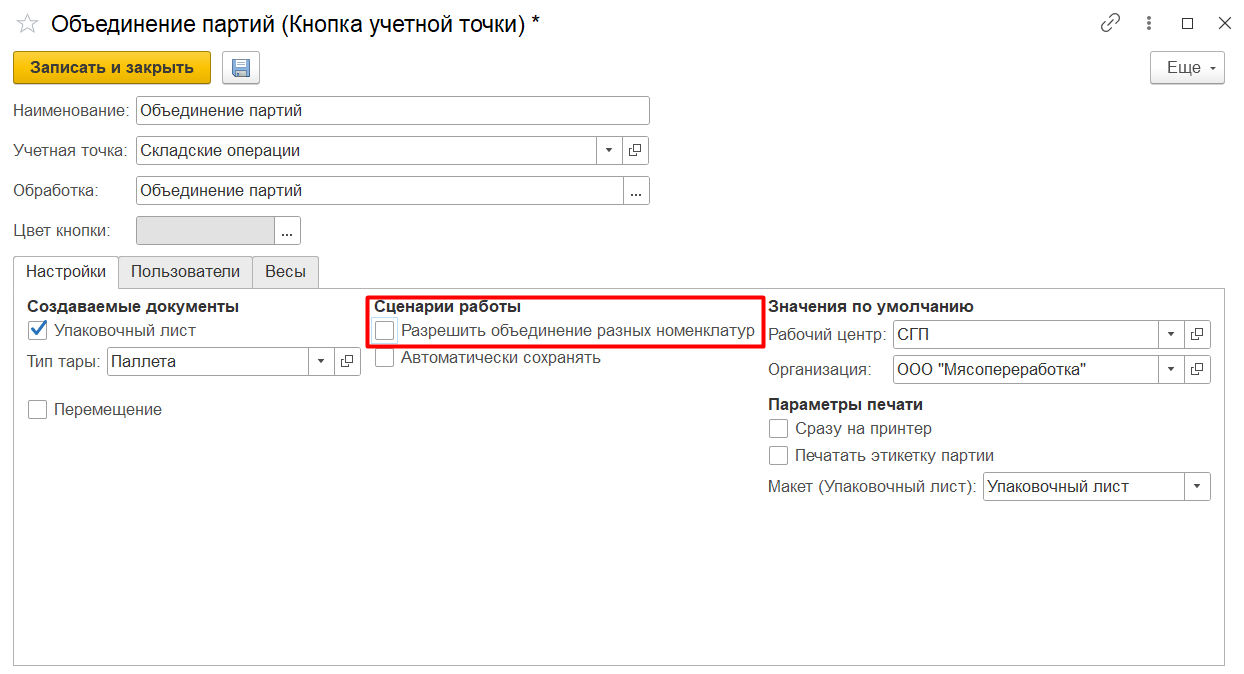 Объединение партий (Кнопка учетной точки) *
Записать и закрыть
Еще
Наименование: Объединение партий
Учетная точка: Складские операции
Обработка: Объединение партий ...
Цвет кнопки: ...
Настройки Пользователи Весы
Создаваемые документы
Упаковочный лист
Тип тары: Паллета
Перемещение
Сценарии работы
Разрешить объединение разных номенклатур
Автоматически сохранять
Значения по умолчанию
Рабочий центр: СГП
Организация: ООО "Мясопереработка"
Параметры печати
Сразу на принтер
Печатать этикетку партии
Макет (Упаковочный лист): Упаковочный лист